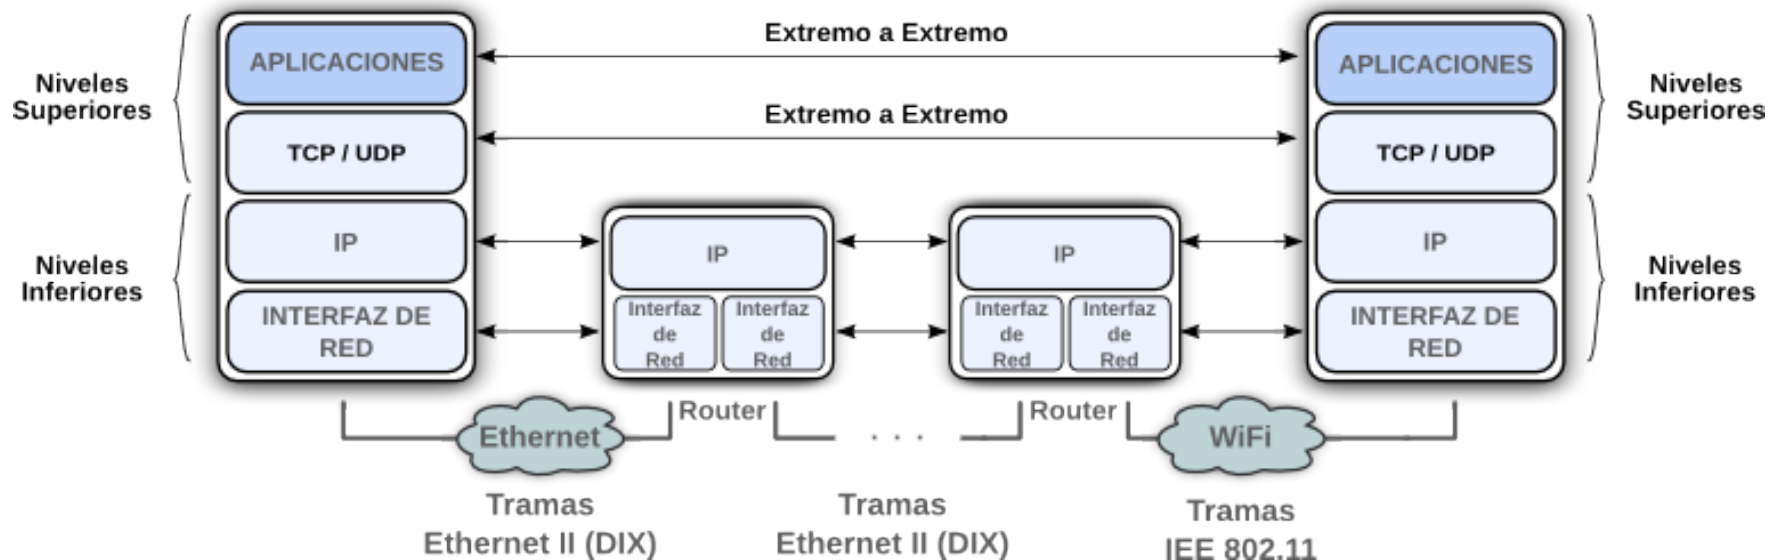 Extremo a Extremo
APLICACIONES
APLICACIONES
Niveles
Superiores
Niveles
Superiores
Extremo a Extremo
TCP / UDP
TCP / UDP
IP
IP
IP
IP
Niveles
Inferiores
Niveles
Inferiores
INTERFAZ DE
RED
Interfaz
de
Red
Interfaz
de
Red
Interfaz
de
Red
Interfaz
de
Red
INTERFAZ DE
RED
Router
Router
Ethernet
. . .
WiFi
Tramas
Ethernet II (DIX)
Tramas
Ethernet II (DIX)
Tramas
IEE 802.11